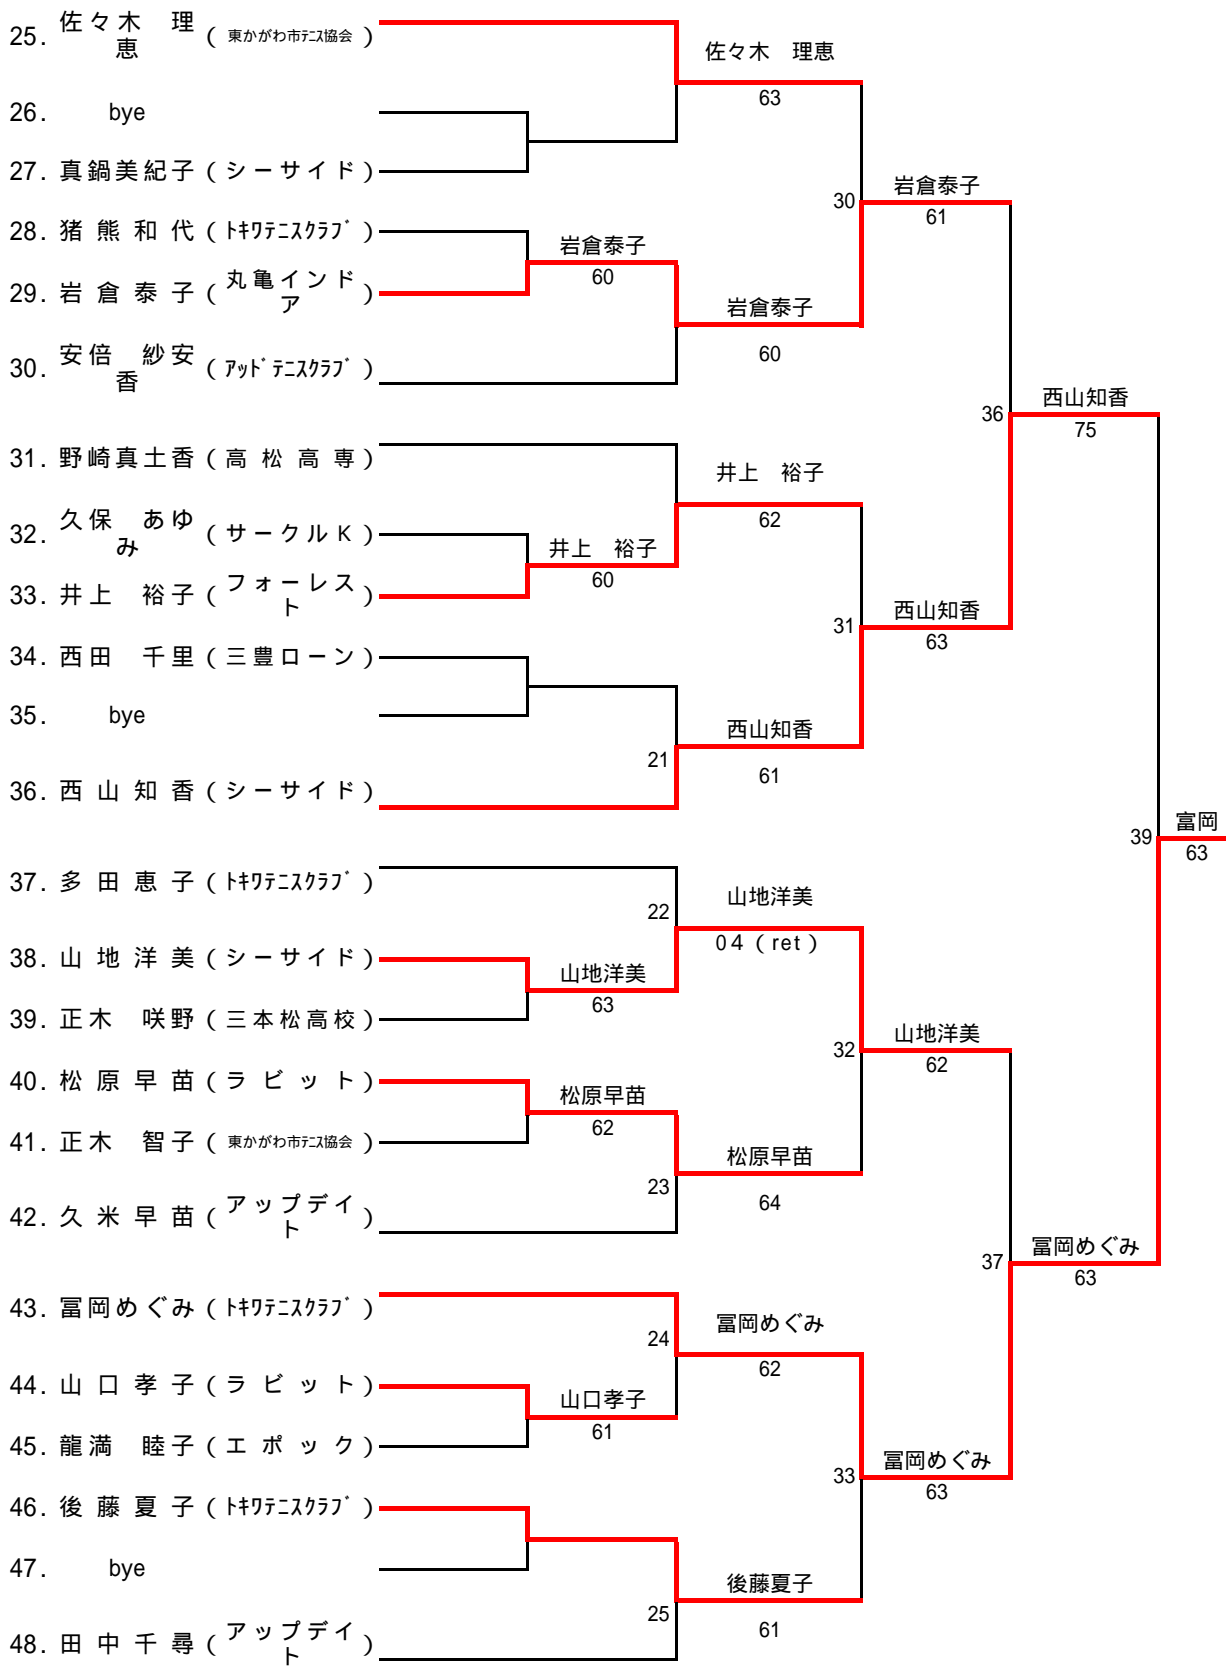 25. 佐々木　理恵 ( 東かがわ市テニス協会 )
佐々木　理恵
63
26. bye
27. 真鍋美紀子 ( シーサイド )
30
岩倉泰子
61
28. 猪熊和代 ( トキワテニスクラブ )
岩倉泰子
60
29. 岩倉泰子 ( 丸亀インドア )
岩倉泰子
60
30. 安倍　紗安香 ( アッドテニスクラブ )
36
西山知香
75
31. 野崎真土香 ( 高松高専 )
井上　裕子
62
32. 久保　あゆみ ( サークルK )
井上　裕子
60
33. 井上　裕子 ( フォーレスト )
31
西山知香
63
34. 西田　千里 ( 三豊ローン )
35. bye
西山知香
21
61
36. 西山知香 ( シーサイド )
39
富岡
63
37. 多田恵子 ( トキワテニスクラブ )
22
山地洋美
04 ( ret )
38. 山地洋美 ( シーサイド )
山地洋美
63
39. 正木　咲野 ( 三本松高校 )
32
山地洋美
62
40. 松原早苗 ( ラビット )
松原早苗
62
41. 正木　智子 ( 東かがわ市テニス協会 )
松原早苗
23
64
42. 久米早苗 ( アップデイト )
37
冨岡めぐみ
63
43. 冨岡めぐみ ( トキワテニスクラブ )
24
冨岡めぐみ
62
44. 山口孝子 ( ラビット )
山口孝子
61
45. 龍満　睦子 ( エポック )
33
冨岡めぐみ
63
46. 後藤夏子 ( トキワテニスクラブ )
47. bye
後藤夏子
25
61
48. 田中千尋 ( アップデイト )